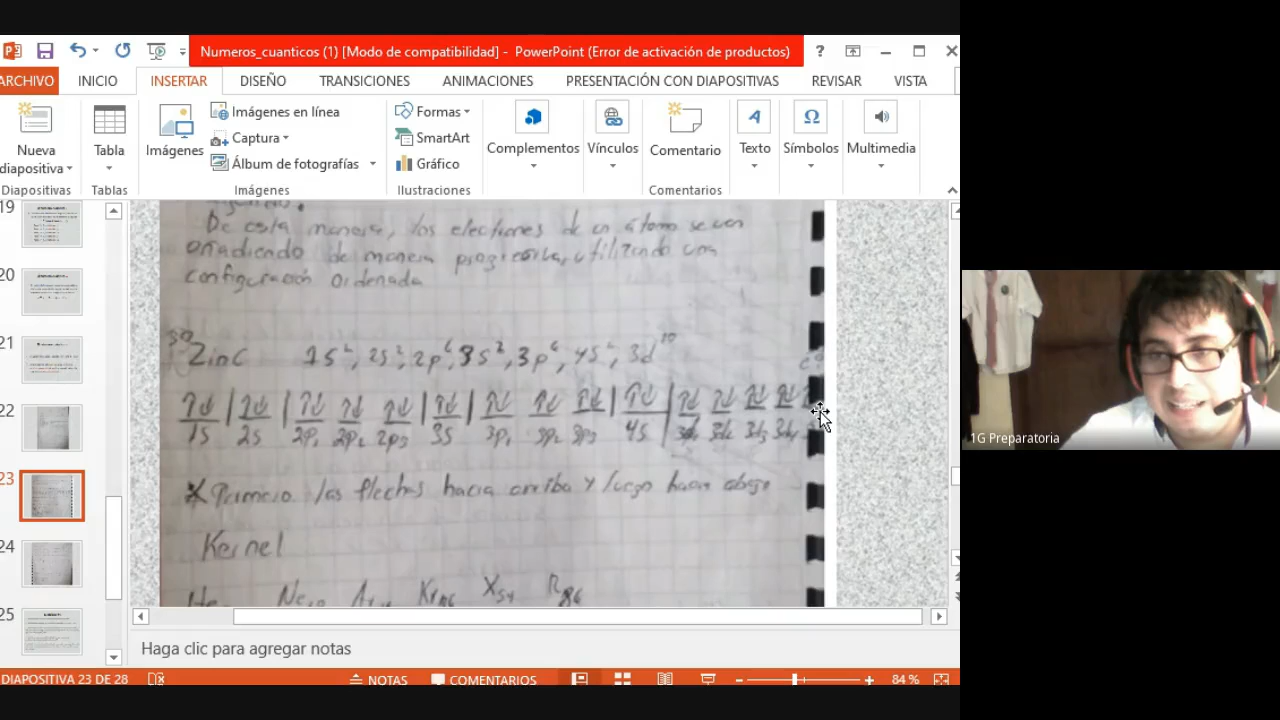 Numeros_cuanticos (1) [Modo de compatibilidad] - PowerPoint (Error de activación de productos)
?
ARCHIVO INICIO INSERTAR DISEÑO TRANSICIONES ANIMACIONES PRESENTACIÓN CON DIAPOSITIVAS REVISAR VISTA
Nueva diapositiva
Diapositivas
Tabla
Tablas
Imágenes
Imágenes en línea
Captura
Álbum de fotografías
Imágenes
Formas
SmartArt
Gráfico
Ilustraciones
Complementos
Vínculos
Comentario
Comentarios
Texto
Símbolos
Multimedia
19
20
21
22
23
24
25
De esta manera, los electrones de un átomo se van
añadiendo de manera progresiva, utilizando una
configuración ordenada
30 Zinc 1s², 2s², 2p⁶, 3s², 3p⁶, 4s², 3d¹⁰
↑↓ | ↑↓ | ↑↓ ↑↓ ↑↓ | ↑↓ | ↑↓ ↑↓ ↑↓ | ↑↓ | ↑↓ ↑↓ ↑↓ ↑↓
1s 2s 2p₁ 2p₂ 2p₃ 3s 3p₁ 3p₂ 3p₃ 4s
* Primero las flechas hacia arriba y luego hacia abajo
Kernel
1G Preparatoria
Haga clic para agregar notas
DIAPOSITIVA 23 DE 28 NOTAS COMENTARIOS 84 %